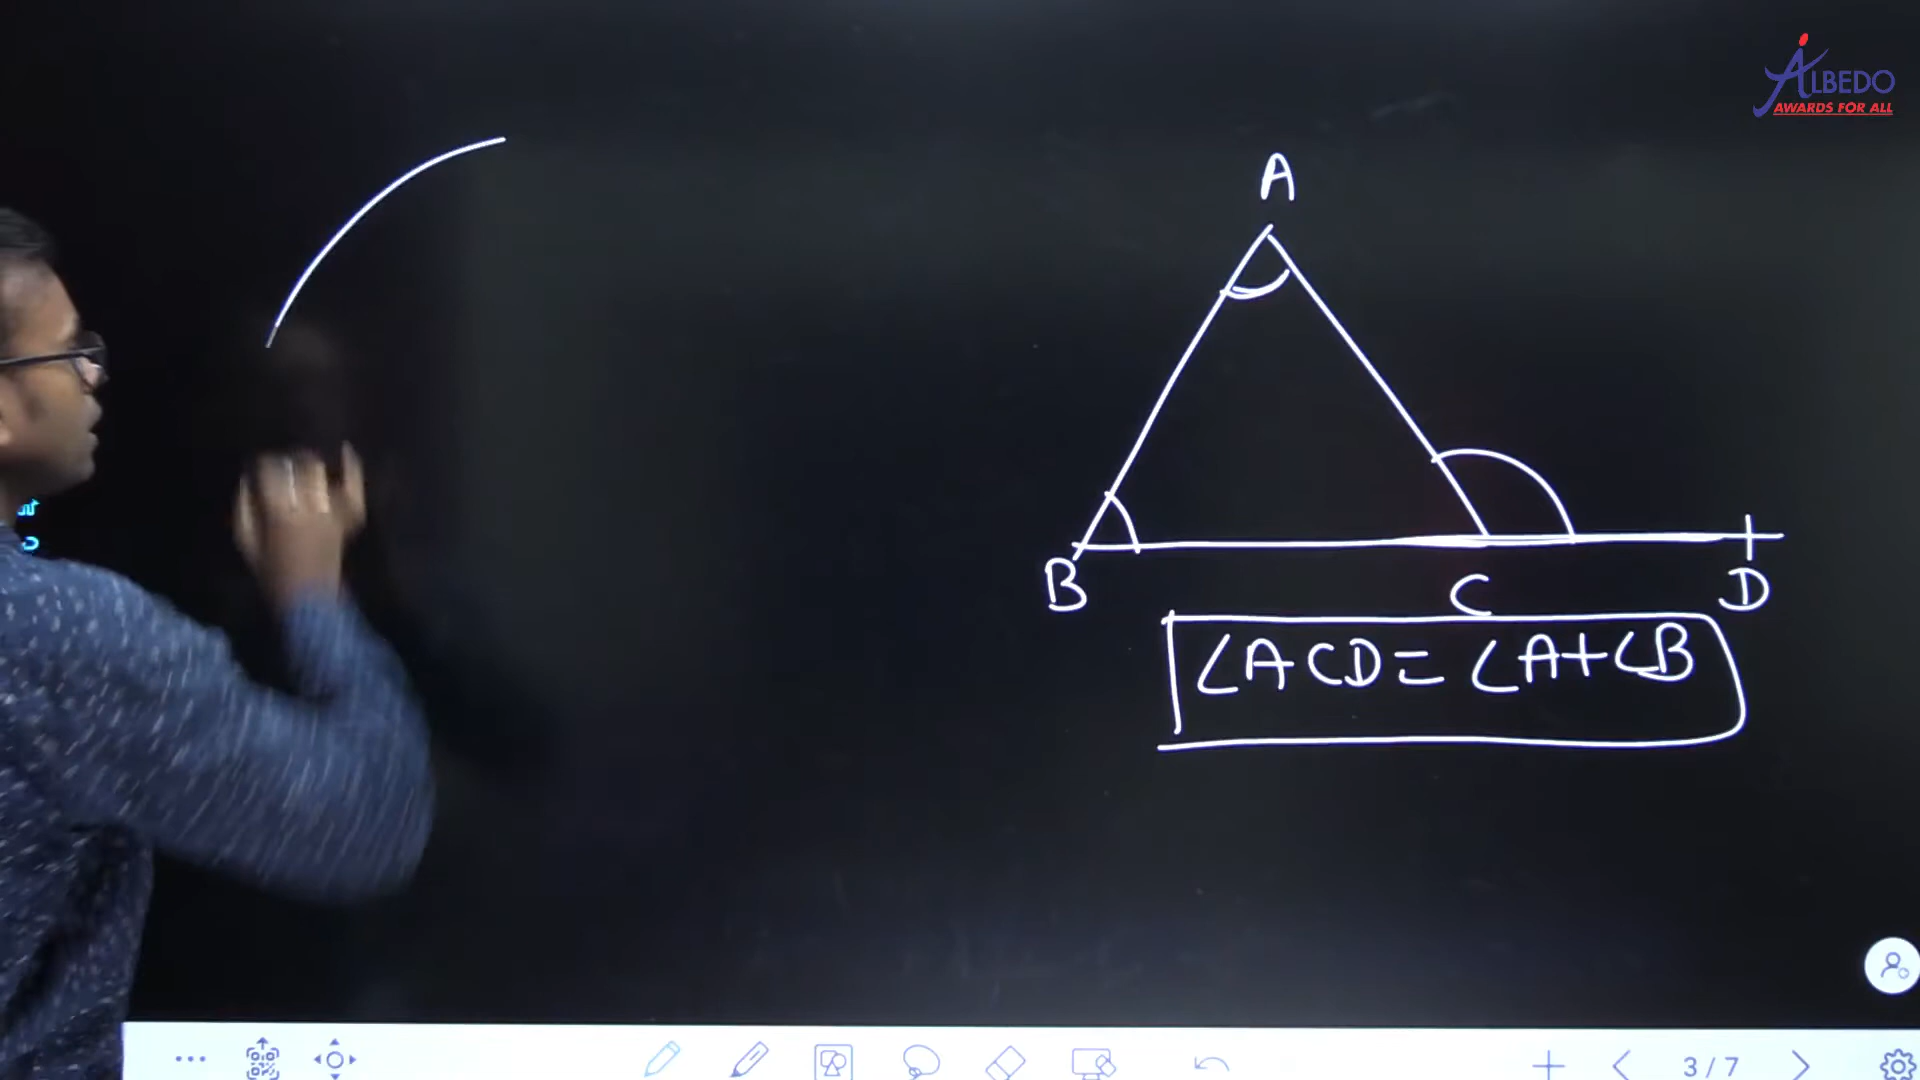 ALBEDO
AWARDS FOR ALL
A
B
C
D
∠ACD = ∠A+∠B
3 / 7